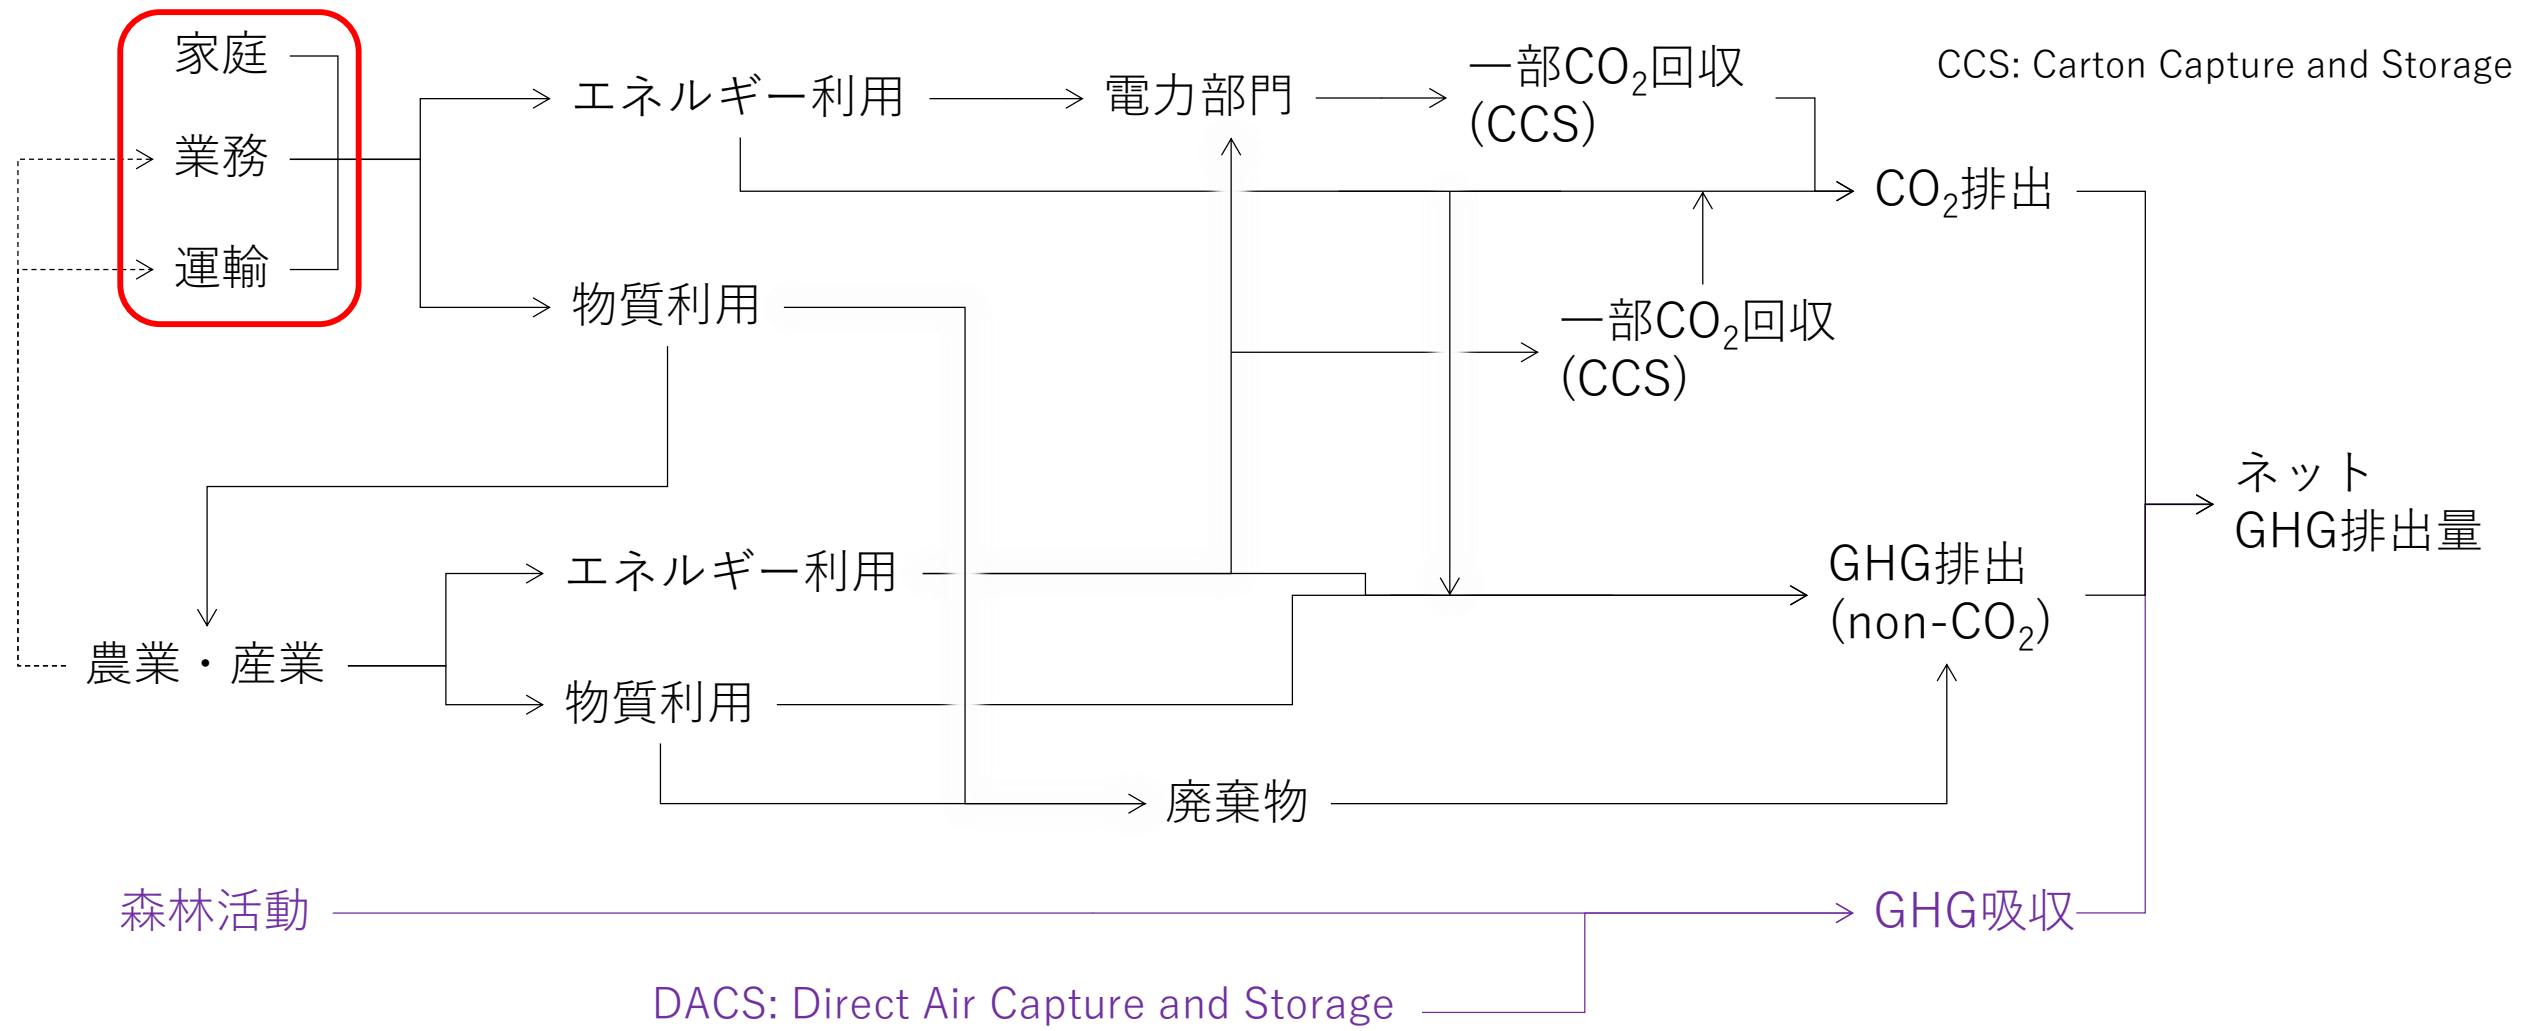 家庭
業務
運輸
エネルギー利用
物質利用
電力部門
一部CO₂回収
(CCS)
CCS: Carton Capture and Storage
CO₂排出
一部CO₂回収
(CCS)
ネット
GHG排出量
農業・産業
エネルギー利用
物質利用
GHG排出
(non-CO₂)
廃棄物
森林活動
GHG吸収
DACS: Direct Air Capture and Storage